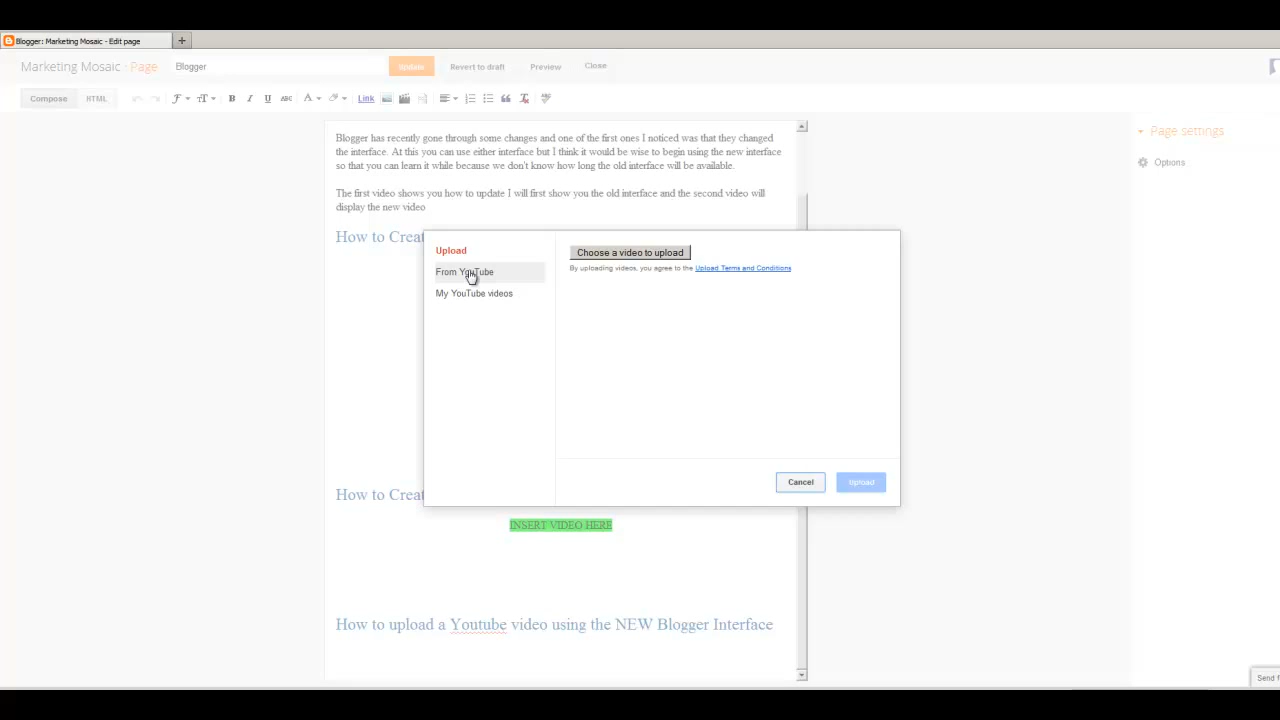 Blogger: Marketing Mosaic - Edit page
Marketing Mosaic · Page
Blogger
Update
Revert to draft
Preview
Close
Compose
HTML
B
I
U
ABC
A
Link
Page settings
Options
Blogger has recently gone through some changes and one of the first ones I noticed was that they changed
the interface. At this you can use either interface but I think it would be wise to begin using the new interface
so that you can learn it while because we don't know how long the old interface will be available.
The first video shows you how to update I will first show you the old interface and the second video will
display the new video
How to Creat
Upload
From YouTube
My YouTube videos
Choose a video to upload
By uploading videos, you agree to the Upload Terms and Conditions
Cancel
Upload
How to Creat
INSERT VIDEO HERE
How to upload a Youtube video using the NEW Blogger Interface
Send f